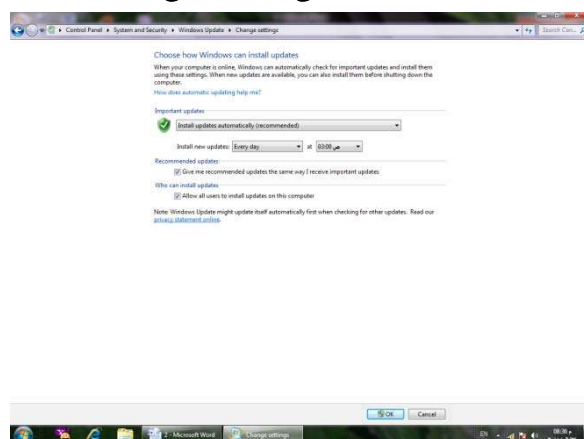 Control Panel ▸ System and Security ▸ Windows Update ▸ Change settings
Choose how Windows can install updates
When your computer is online, Windows can automatically check for important updates and install them
using these settings. When new updates are available, you can also install them before shutting down the
computer.
How does automatic updating help me?
Important updates
Install updates automatically (recommended)
Install new updates: Every day at 03:00 ص
Recommended updates
Give me recommended updates the same way I receive important updates
Who can install updates
Allow all users to install updates on this computer
Note: Windows Update might update itself automatically first when checking for other updates. Read our
privacy statement online.
OK Cancel
2 - Microsoft Word Change settings EN 08:36 م